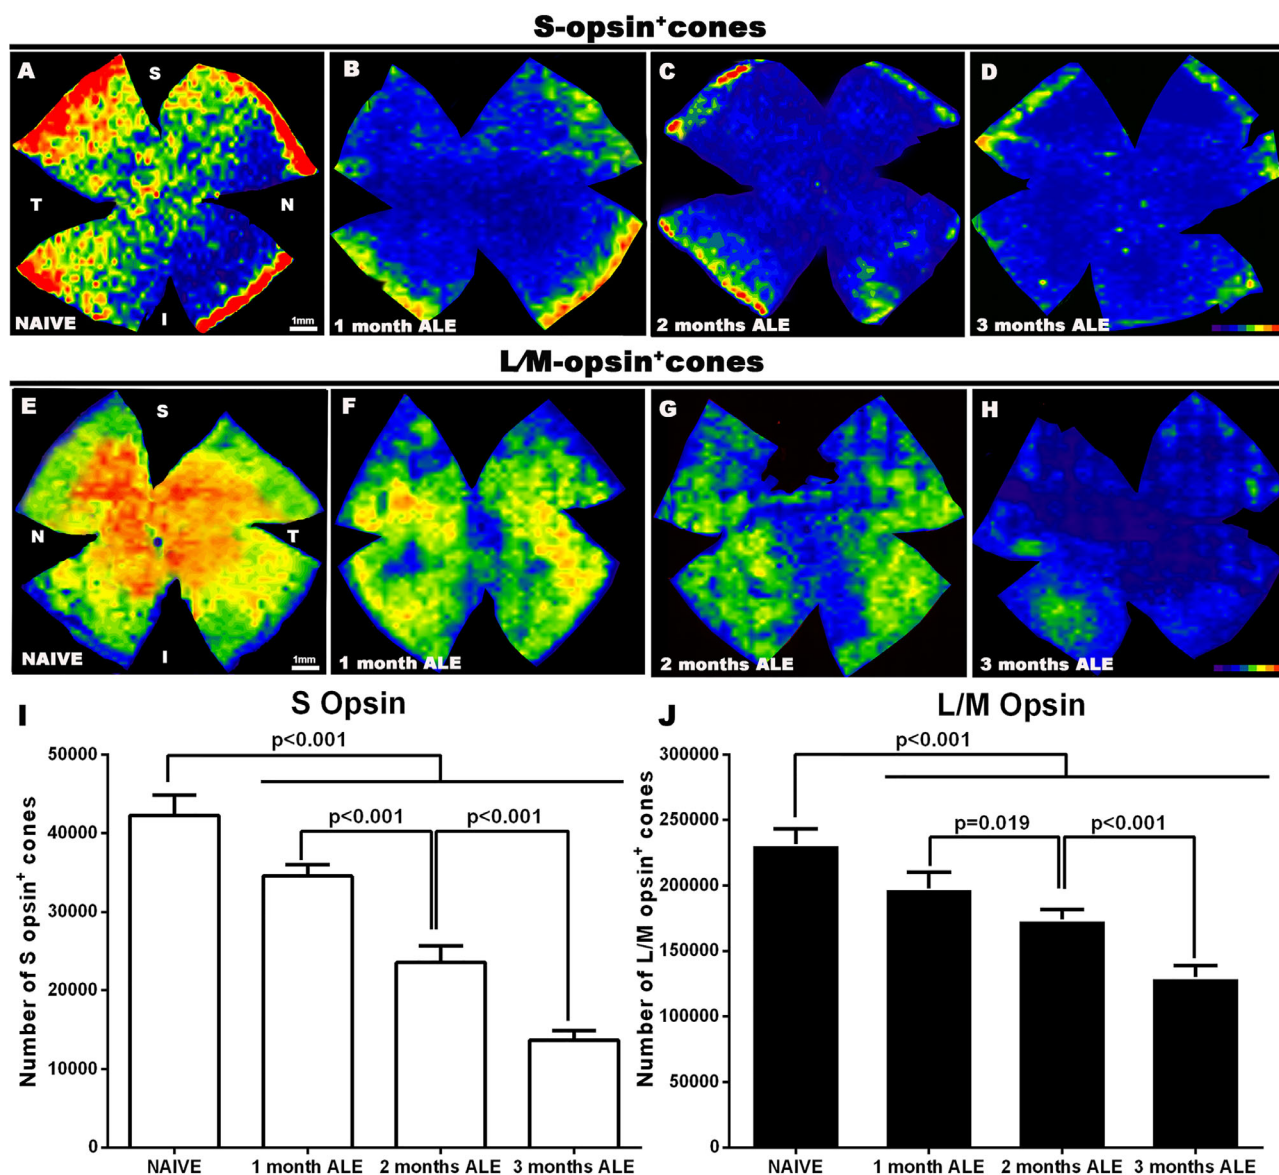 S-opsin⁺cones
A
S
T
N
I
NAIVE
1mm
B
1 month ALE
C
2 months ALE
D
3 months ALE
L/M-opsin⁺cones
E
S
N
T
I
NAIVE
1mm
F
1 month ALE
G
2 months ALE
H
3 months ALE
I
S Opsin
p<0.001
p<0.001
p<0.001
Number of S opsin⁺ cones
50000
40000
30000
20000
10000
0
NAIVE
1 month ALE
2 months ALE
3 months ALE
J
L/M Opsin
p<0.001
p=0.019
p<0.001
Number of L/M opsin⁺ cones
300000
250000
200000
150000
100000
50000
0
NAIVE
1 month ALE
2 months ALE
3 months ALE